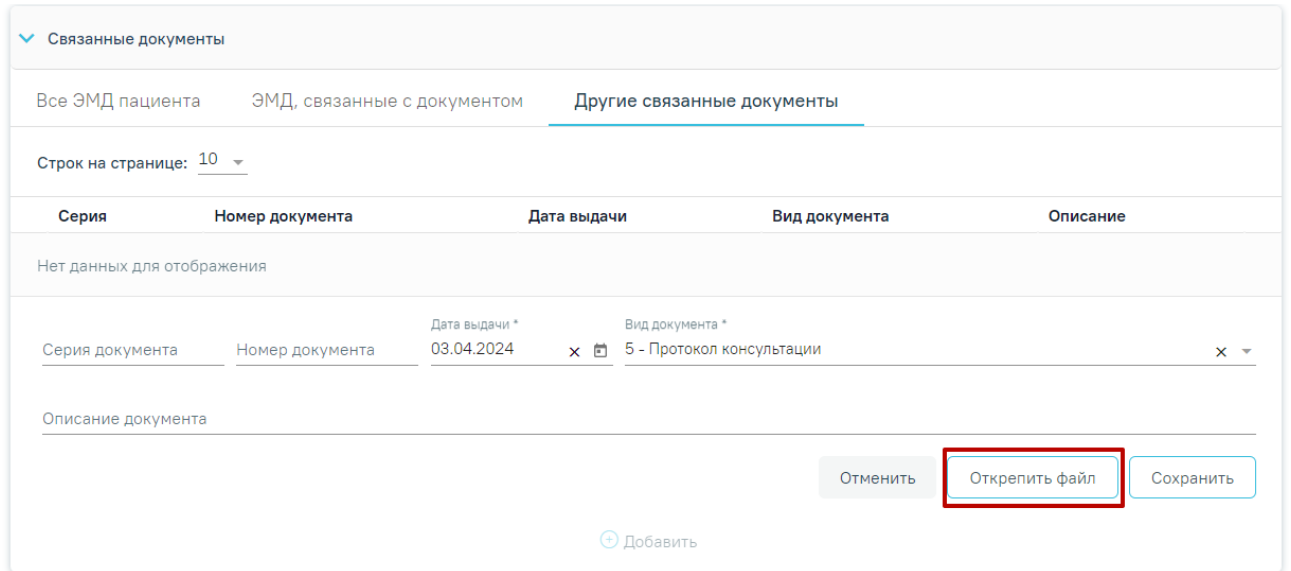 Связанные документы
Все ЭМД пациента ЭМД, связанные с документом Другие связанные документы
Строк на странице: 10
Серия Номер документа Дата выдачи Вид документа Описание
Нет данных для отображения
Дата выдачи * Вид документа *
Серия документа Номер документа 03.04.2024 5 - Протокол консультации
Описание документа
Отменить Открепить файл Сохранить
Добавить